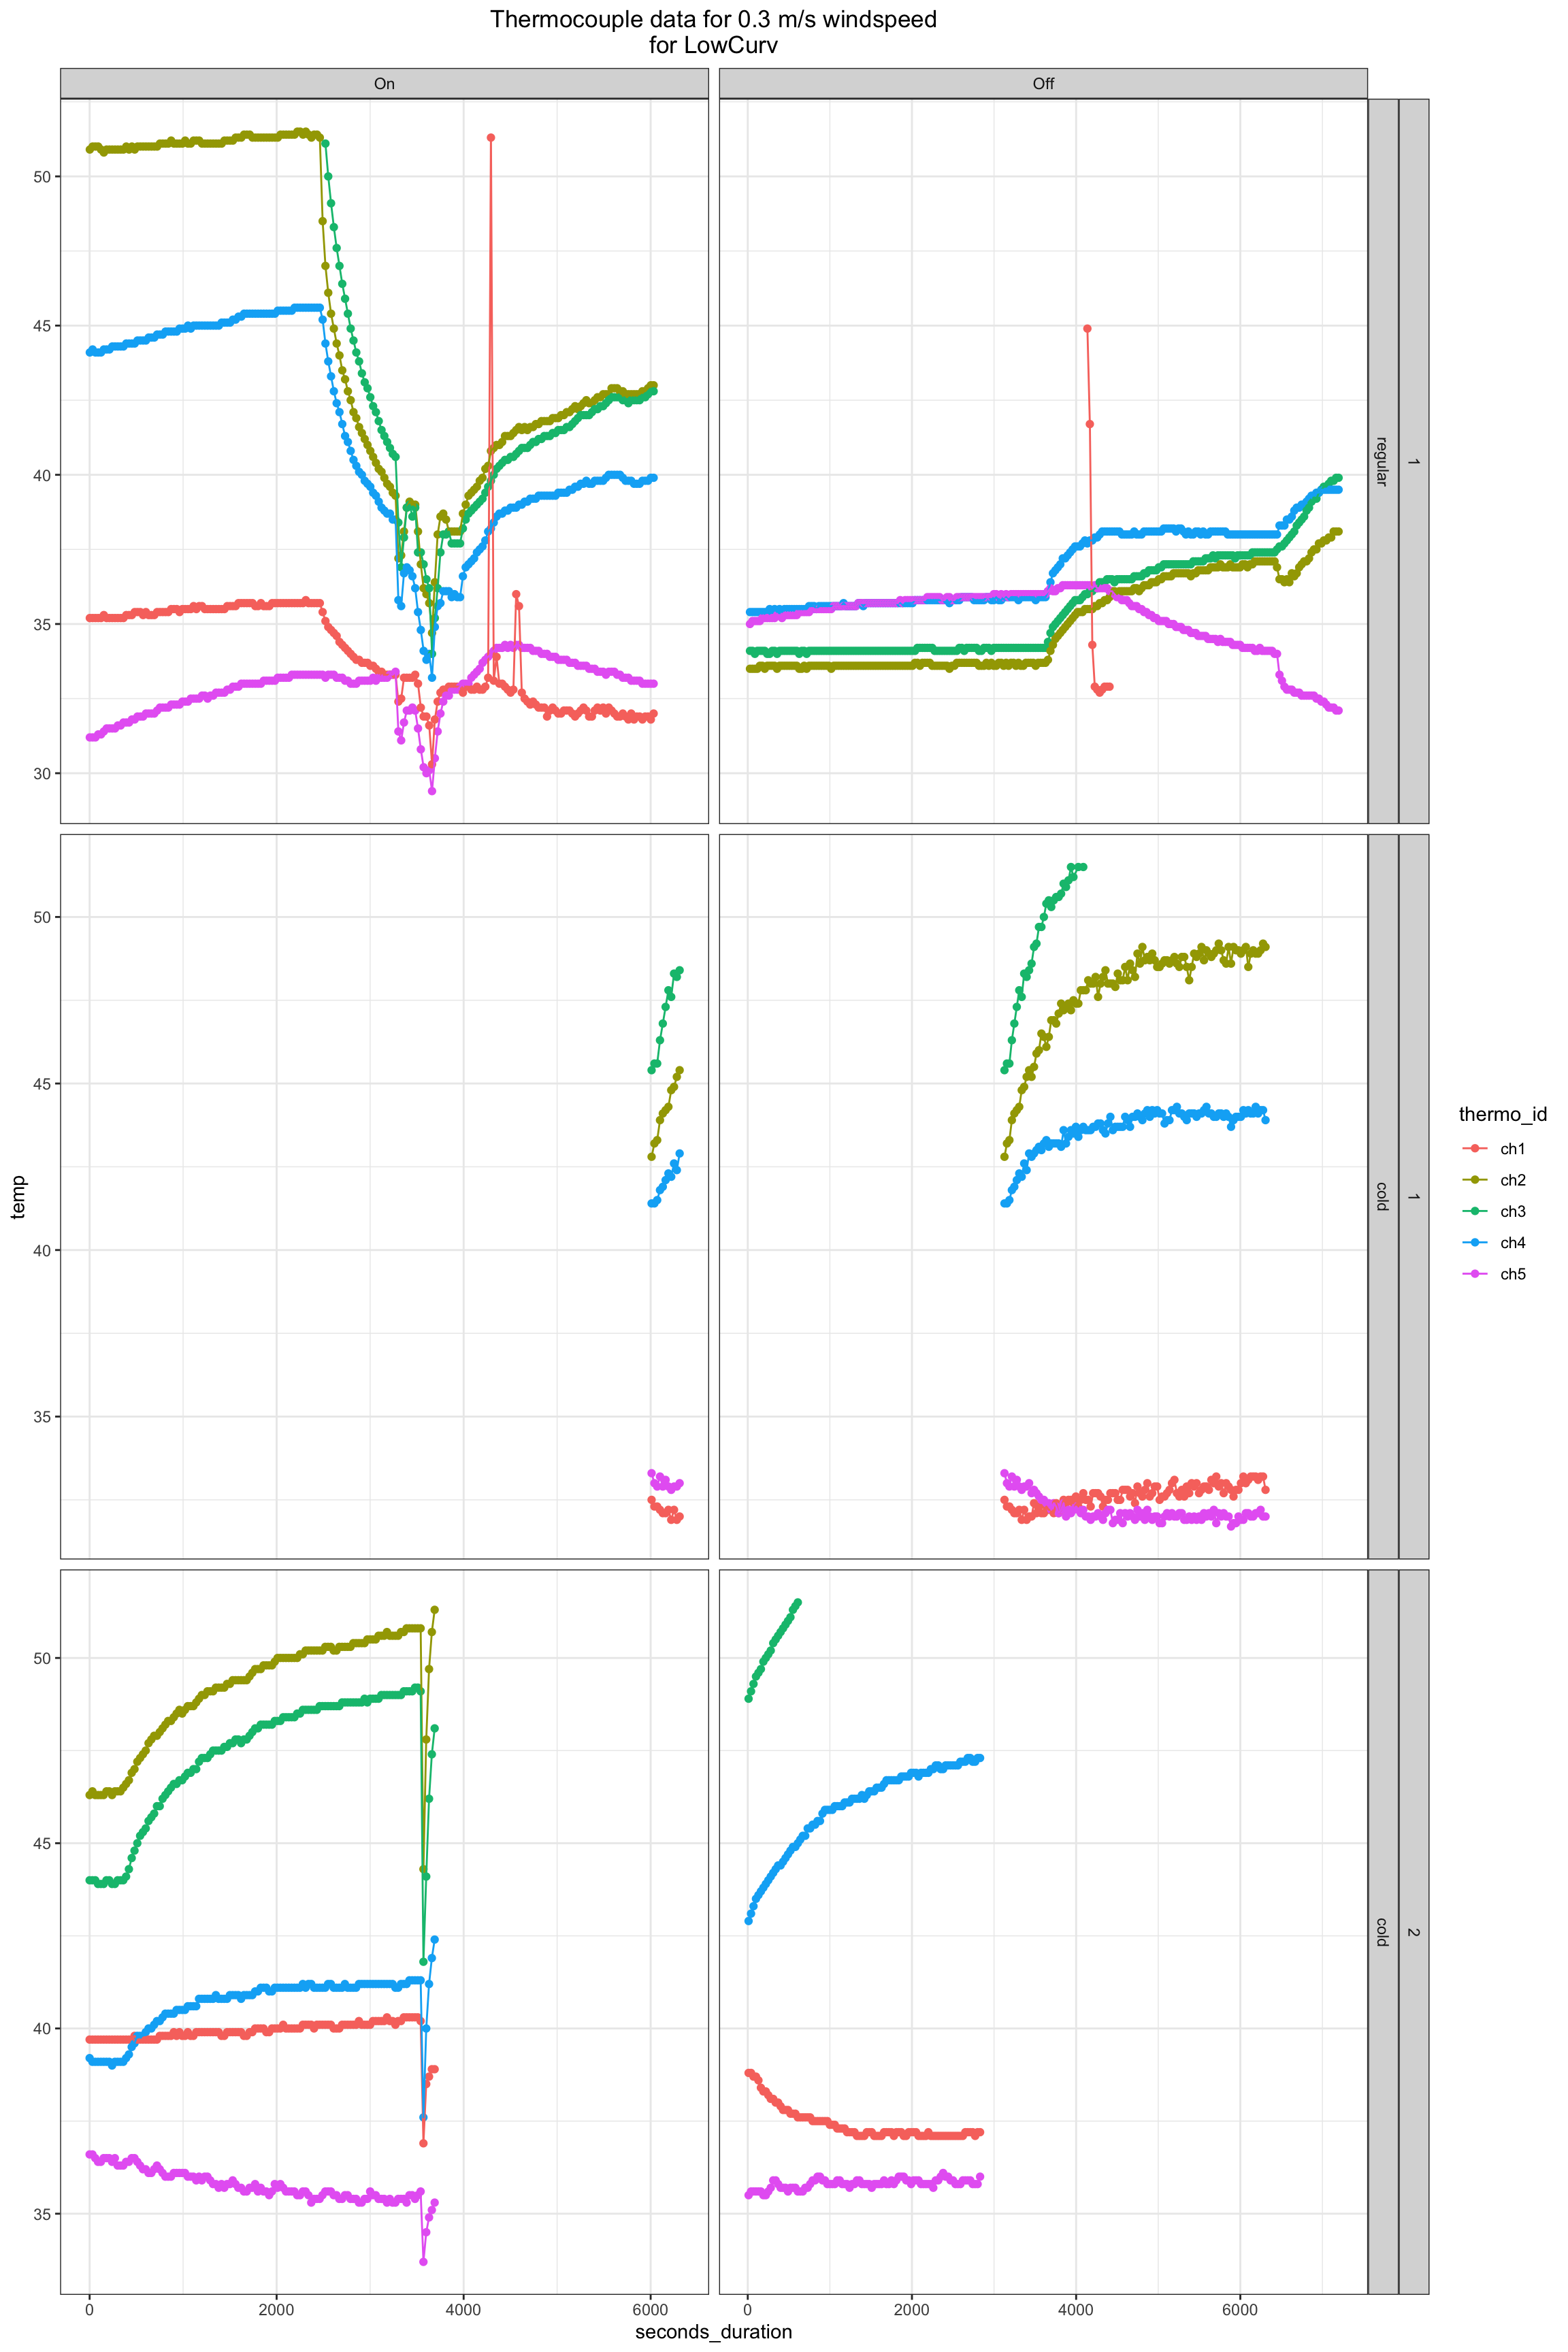 Thermocouple data for 0.3 m/s windspeed
for LowCurv
On
Off
50
45
40
35
30
regular
1
50
45
40
35
cold
1
temp
thermo_id
ch1
ch2
ch3
ch4
ch5
50
45
40
35
cold
2
0
2000
4000
6000
0
2000
4000
6000
seconds_duration